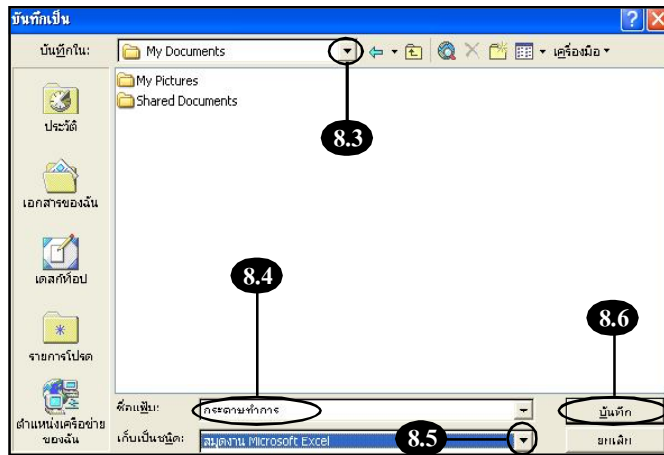 บันทึกเป็น
บันทึกใน: My Documents เครื่องมือ
My Pictures
Shared Documents
8.3
ประวัติ
เอกสารของฉัน
เดสก์ท็อป
8.4
8.6
รายการโปรด
ตำแหน่งเครือข่าย
ของฉัน
ชื่อแฟ้ม: กระดาษทำการ บันทึก
เก็บเป็นชนิด: สมุดงาน Microsoft Excel 8.5 ยกเลิก